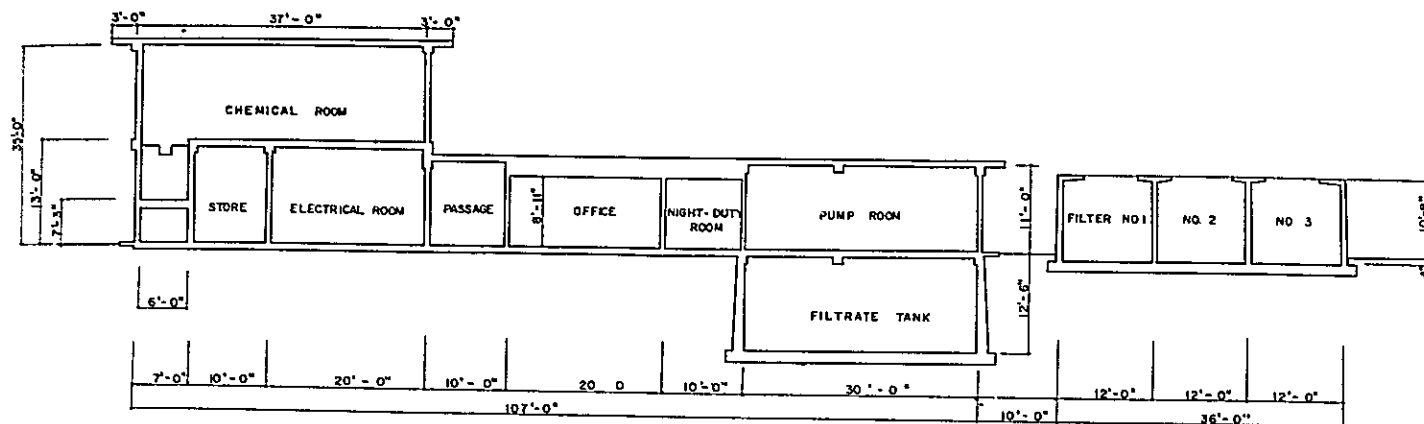 3'-0" 37'-0" 3'-0"
35'-0"
13'-0"
7'-3"
CHEMICAL ROOM
STORE
ELECTRICAL ROOM
PASSAGE
8'-11"
OFFICE
NIGHT-DUTY
ROOM
PUMP ROOM
11'-0"
FILTER NO1
NO. 2
NO 3
6'-0"
FILTRATE TANK
12'-6"
7'-0" 10'-0" 20'-0" 10'-0" 20 0 10'-0" 30'-0" 12'-0" 12'-0" 12'-0"
107'-0" 10'-0" 36'-0"